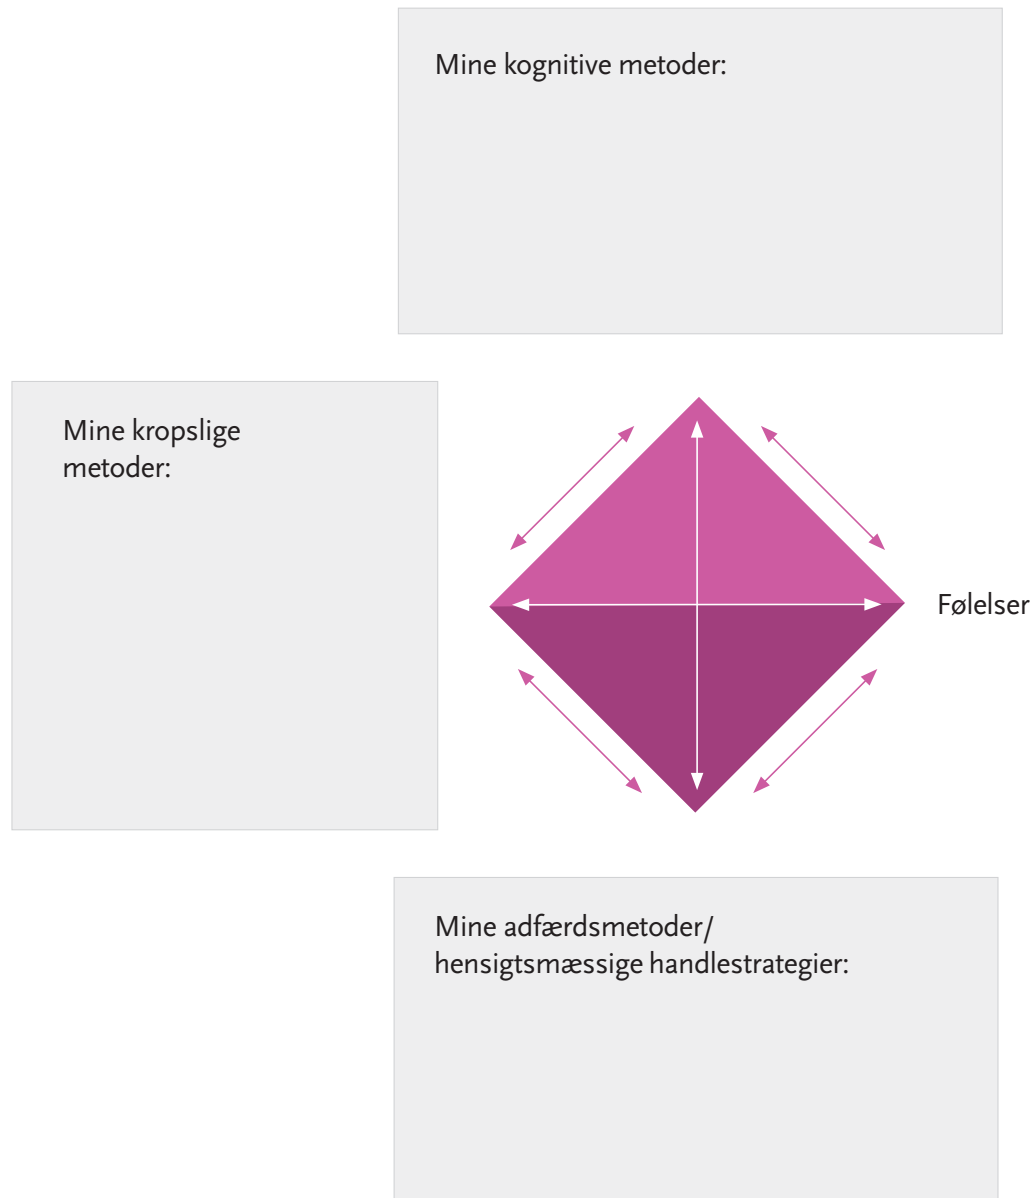 Mine kognitive metoder:
Mine kropslige
metoder:
Følelser
Mine adfærdsmetoder/
hensigtsmæssige handlestrategier: